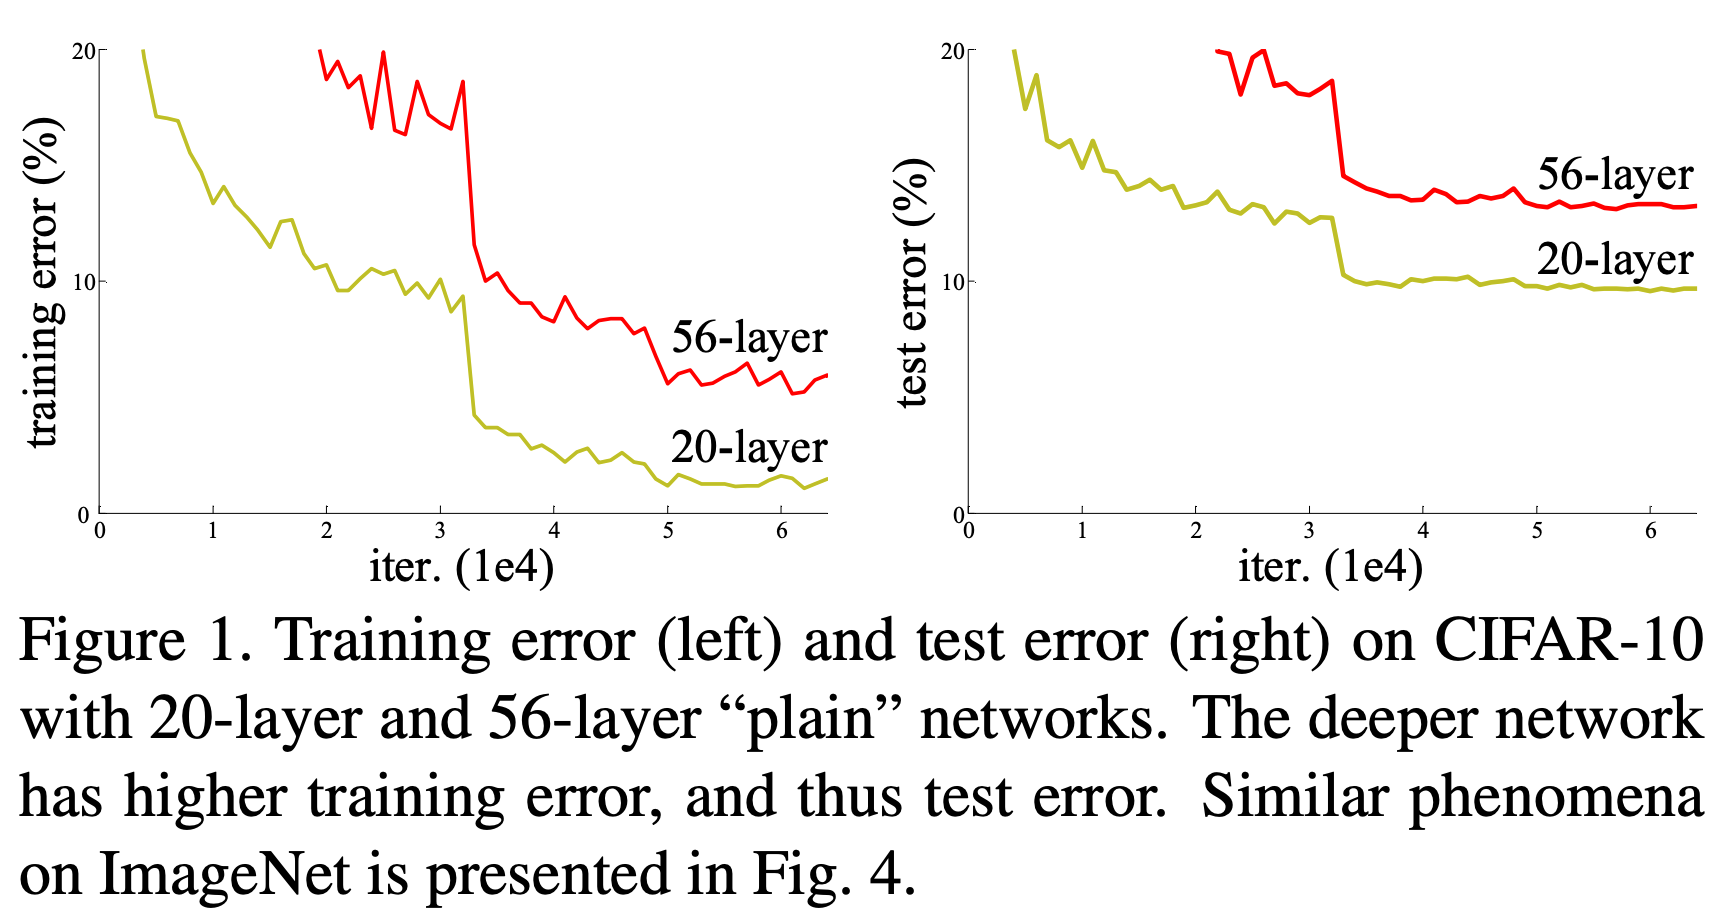 20
10
0
training error (%)
0 1 2 3 4 5 6
iter. (1e4)
56-layer
20-layer
20
10
0
test error (%)
0 1 2 3 4 5 6
iter. (1e4)
56-layer
20-layer
Figure 1. Training error (left) and test error (right) on CIFAR-10
with 20-layer and 56-layer “plain” networks. The deeper network
has higher training error, and thus test error. Similar phenomena
on ImageNet is presented in Fig. 4.